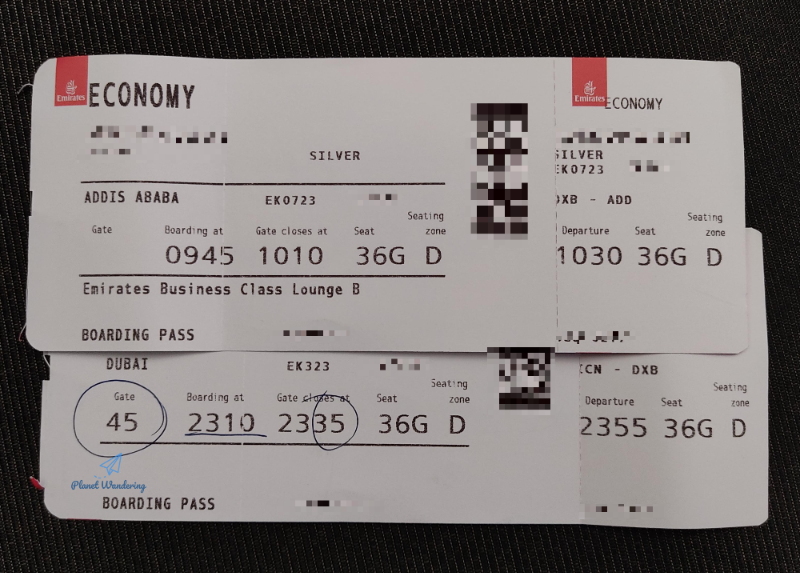 Emirates ECONOMY
SILVER
ADDIS ABABA EK0723
Gate Boarding at Gate closes at Seat Seating zone
0945 1010 36G D
Emirates Business Class Lounge B
BOARDING PASS
Emirates ECONOMY
SILVER
EK0723
DXB - ADD
Departure Seat Seating zone
1030 36G D
DUBAI EK323
Gate Boarding at Gate closes at Seat Seating zone
45 2310 2335 36G D
Planet Wandering
BOARDING PASS
ICN - DXB
Departure Seat Seating zone
2355 36G D